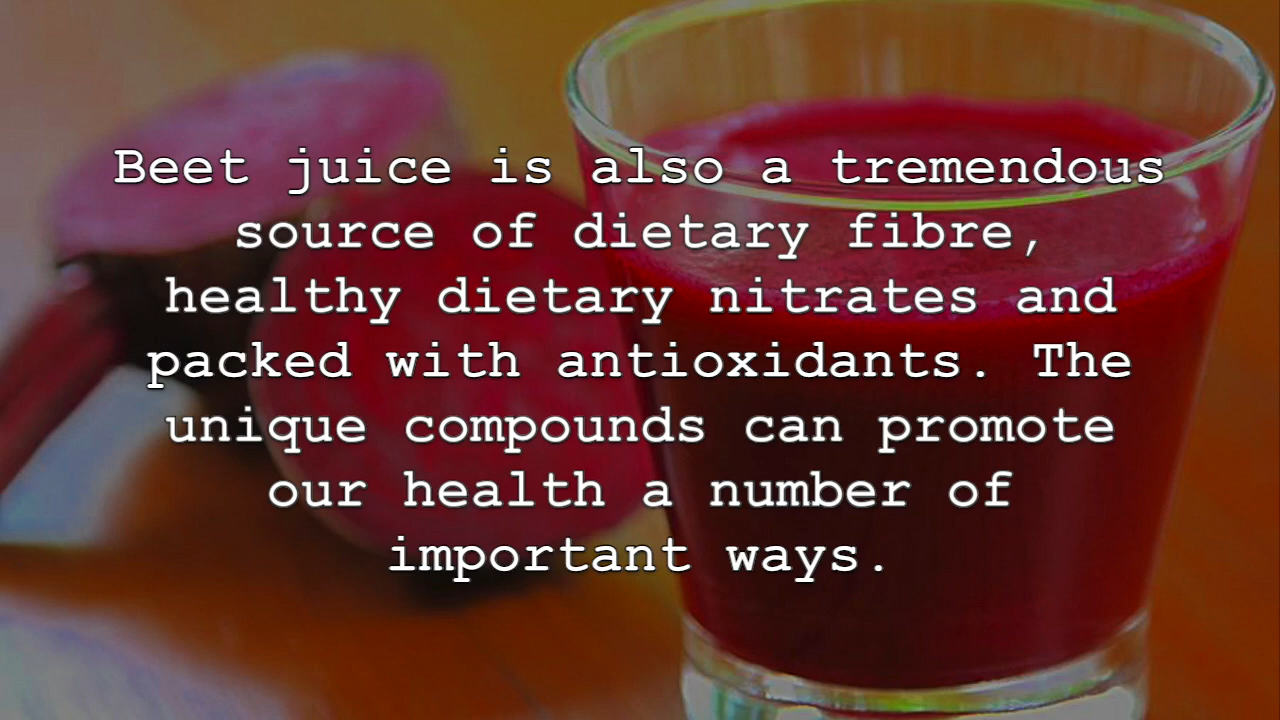 Beet juice is also a tremendous
source of dietary fibre,
healthy dietary nitrates and
packed with antioxidants. The
unique compounds can promote
our health a number of
important ways.